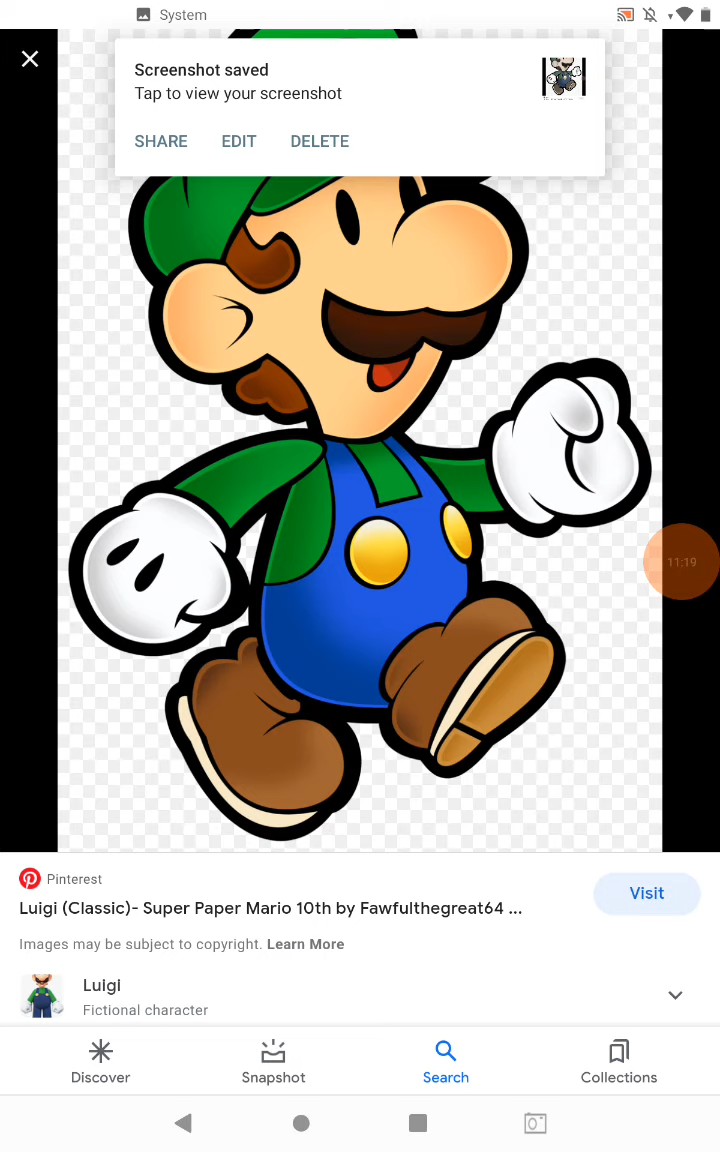 System
Screenshot saved
Tap to view your screenshot
SHARE EDIT DELETE
11:19
Pinterest
Luigi (Classic)- Super Paper Mario 10th by Fawfulthegreat64 ...
Visit
Images may be subject to copyright. Learn More
Luigi
Fictional character
Discover Snapshot Search Collections